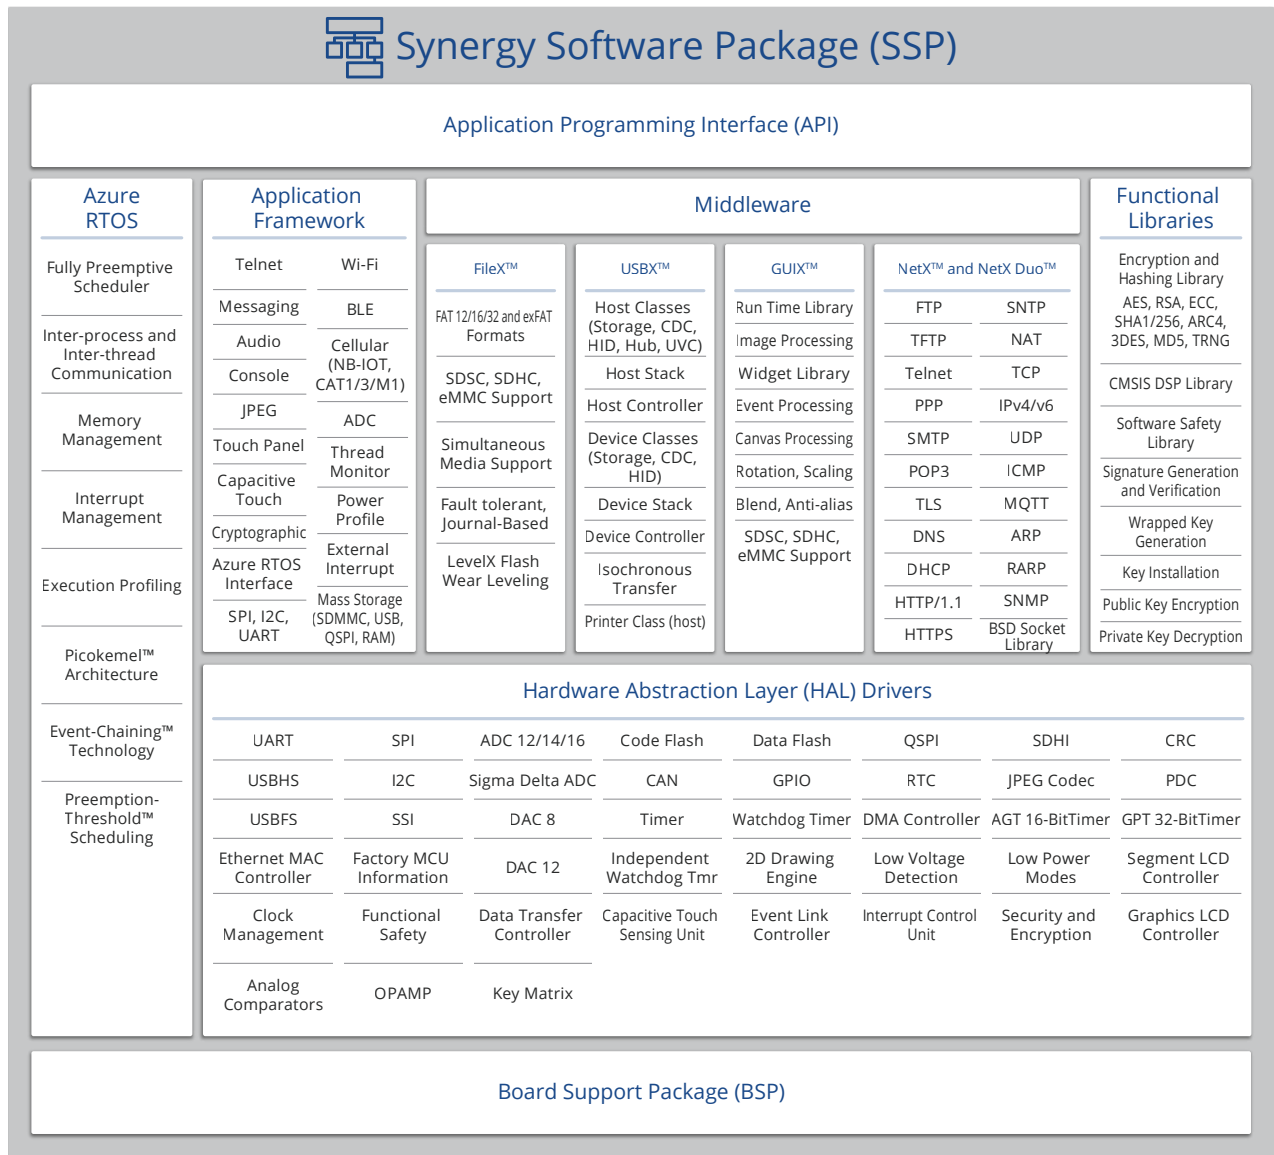 Synergy Software Package (SSP)
Application Programming Interface (API)
Azure
RTOS
Fully Preemptive
Scheduler
Inter-process and
Inter-thread
Communication
Memory
Management
Interrupt
Management
Execution Profiling
Picokemel™
Architecture
Event-Chaining™
Technology
Preemption-
Threshold™
Scheduling
Application
Framework
Telnet
Messaging
Audio
Console
JPEG
Touch Panel
Capacitive
Touch
Cryptographic
Azure RTOS
Interface
SPI, I2C,
UART
Wi-Fi
BLE
Cellular
(NB-IOT,
CAT1/3/M1)
ADC
Thread
Monitor
Power
Profile
External
Interrupt
Mass Storage
(SDMMC, USB,
QSPI, RAM)
Middleware
FileX™
FAT 12/16/32 and exFAT
Formats
SDSC, SDHC,
eMMC Support
Simultaneous
Media Support
Fault tolerant,
Journal-Based
LevelX Flash
Wear Leveling
USBX™
Host Classes
(Storage, CDC,
HID, Hub, UVC)
Host Stack
Host Controller
Device Classes
(Storage, CDC,
HID)
Device Stack
Device Controller
Isochronous
Transfer
Printer Class (host)
GUIX™
Run Time Library
Image Processing
Widget Library
Event Processing
Canvas Processing
Rotation, Scaling
Blend, Anti-alias
SDSC, SDHC,
eMMC Support
NetX™ and NetX Duo™
FTP
TFTP
Telnet
PPP
SMTP
POP3
TLS
DNS
DHCP
HTTP/1.1
HTTPS
SNTP
NAT
TCP
IPv4/v6
UDP
ICMP
MQTT
ARP
RARP
SNMP
BSD Socket
Library
Functional
Libraries
Encryption and
Hashing Library
AES, RSA, ECC,
SHA1/256, ARC4,
3DES, MD5, TRNG
CMSIS DSP Library
Software Safety
Library
Signature Generation
and Verification
Wrapped Key
Generation
Key Installation
Public Key Encryption
Private Key Decryption
Hardware Abstraction Layer (HAL) Drivers
UART
USBHS
USBFS
Ethernet MAC
Controller
Clock
Management
Analog
Comparators
SPI
I2C
SSI
Factory MCU
Information
Functional
Safety
OPAMP
ADC 12/14/16
Sigma Delta ADC
DAC 8
DAC 12
Data Transfer
Controller
Key Matrix
Code Flash
CAN
Timer
Independent
Watchdog Tmr
Capacitive Touch
Sensing Unit
Data Flash
GPIO
Watchdog Timer
2D Drawing
Engine
Event Link
Controller
QSPI
RTC
DMA Controller
Low Voltage
Detection
Interrupt Control
Unit
SDHI
JPEG Codec
AGT 16-BitTimer
Low Power
Modes
Security and
Encryption
CRC
PDC
GPT 32-BitTimer
Segment LCD
Controller
Graphics LCD
Controller
Board Support Package (BSP)